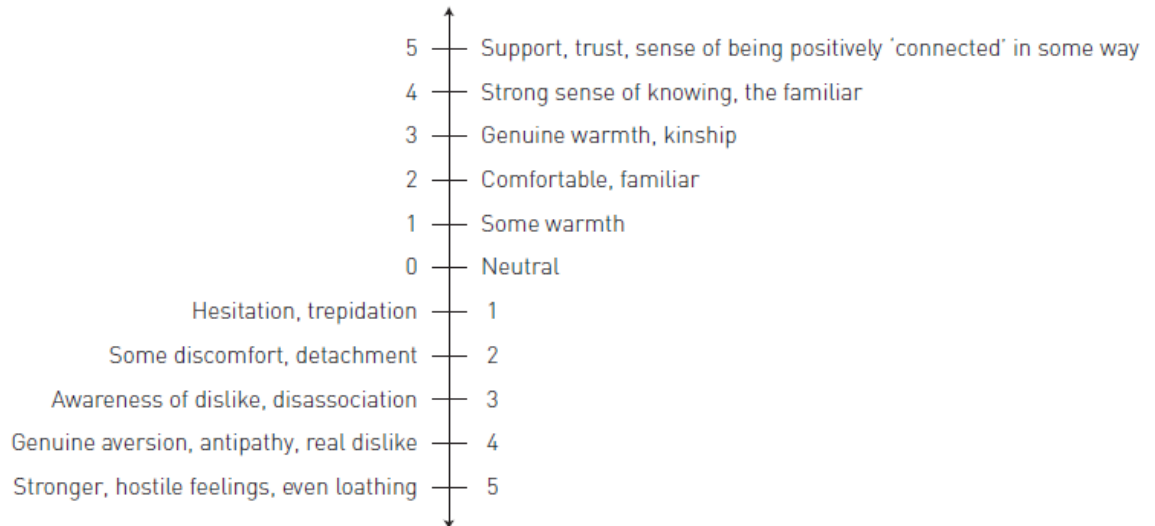 5 Support, trust, sense of being positively ‘connected’ in some way
4 Strong sense of knowing, the familiar
3 Genuine warmth, kinship
2 Comfortable, familiar
1 Some warmth
0 Neutral
Hesitation, trepidation 1
Some discomfort, detachment 2
Awareness of dislike, disassociation 3
Genuine aversion, antipathy, real dislike 4
Stronger, hostile feelings, even loathing 5